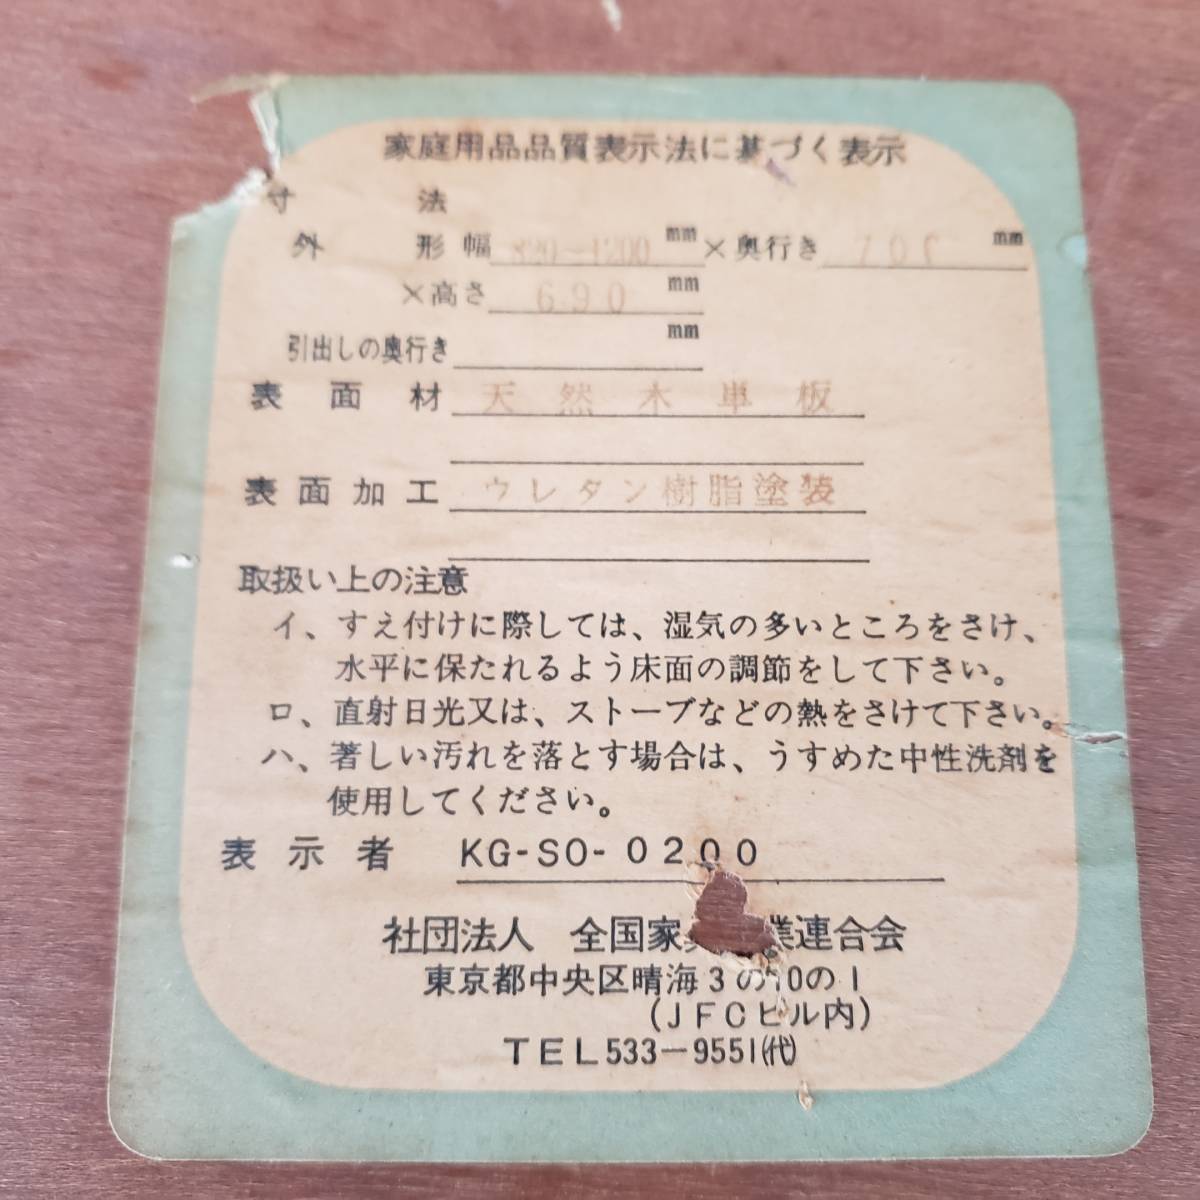 家庭用品品質表示法に基づく表示
寸法
外形 幅 820-1200 mm ×奥行き 700 mm
×高さ 690 mm
引出しの奥行き mm
表面材 天然木単板
表面加工 ウレタン樹脂塗装
取扱い上の注意
イ、すえ付けに際しては、湿気の多いところをさけ、
水平に保たれるよう床面の調節をして下さい。
ロ、直射日光又は、ストーブなどの熱をさけて下さい。
ハ、著しい汚れを落とす場合は、うすめた中性洗剤を
使用してください。
表示者 KG-SO-0200
社団法人 全国家 業連合会
東京都中央区晴海3の10の1
(JFCビル内)
TEL533-9551㈹